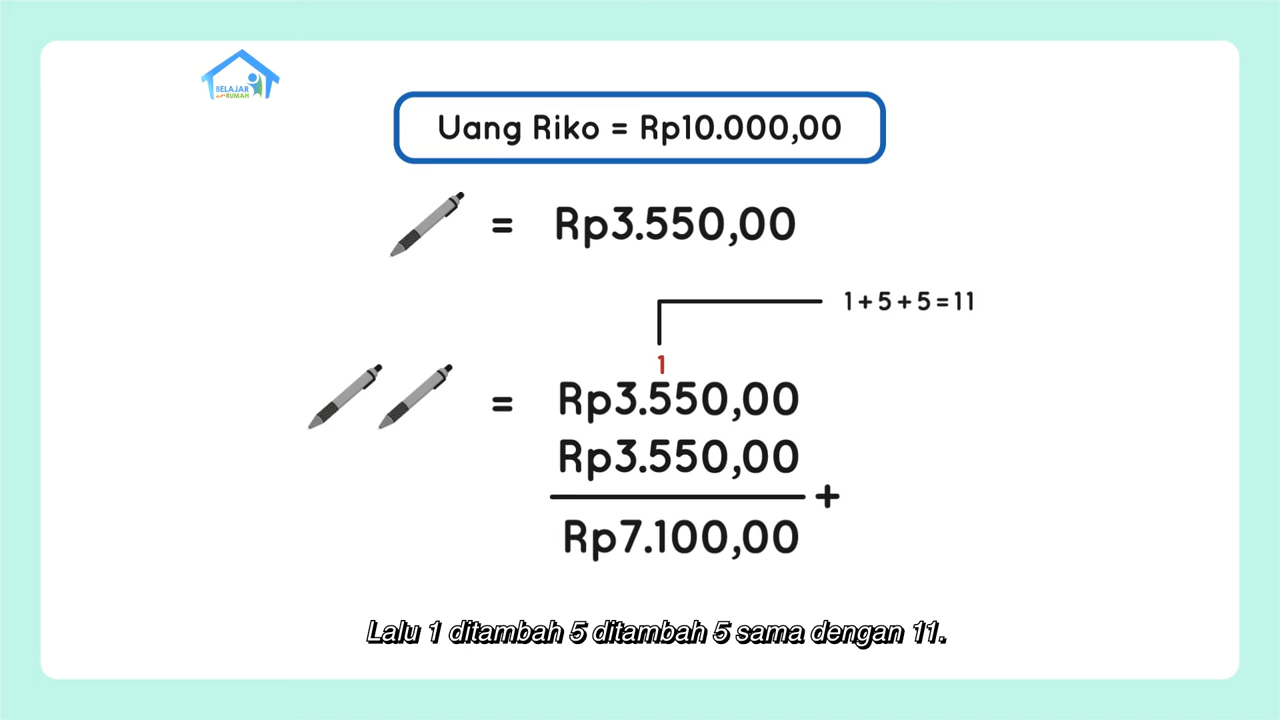 BELAJAR
dari RUMAH
Uang Riko = Rp10.000,00
= Rp3.550,00
1+5+5=11
1
= Rp3.550,00
Rp3.550,00
+
Rp7.100,00
Lalu 1 ditambah 5 ditambah 5 sama dengan 11.